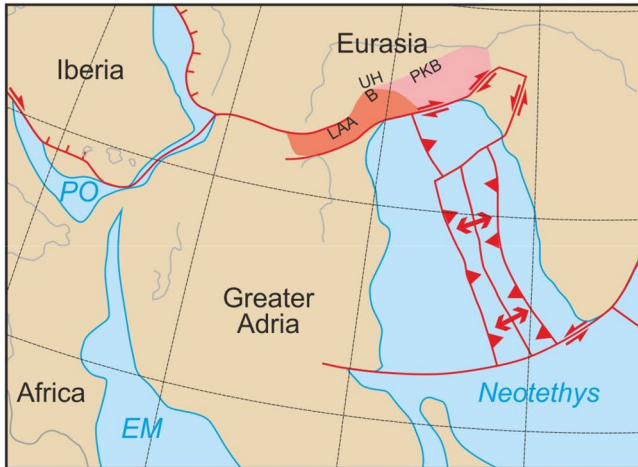 Eurasia
Iberia
UH
B
PKB
LAA
PO
Greater
Adria
Africa
EM
Neotethys